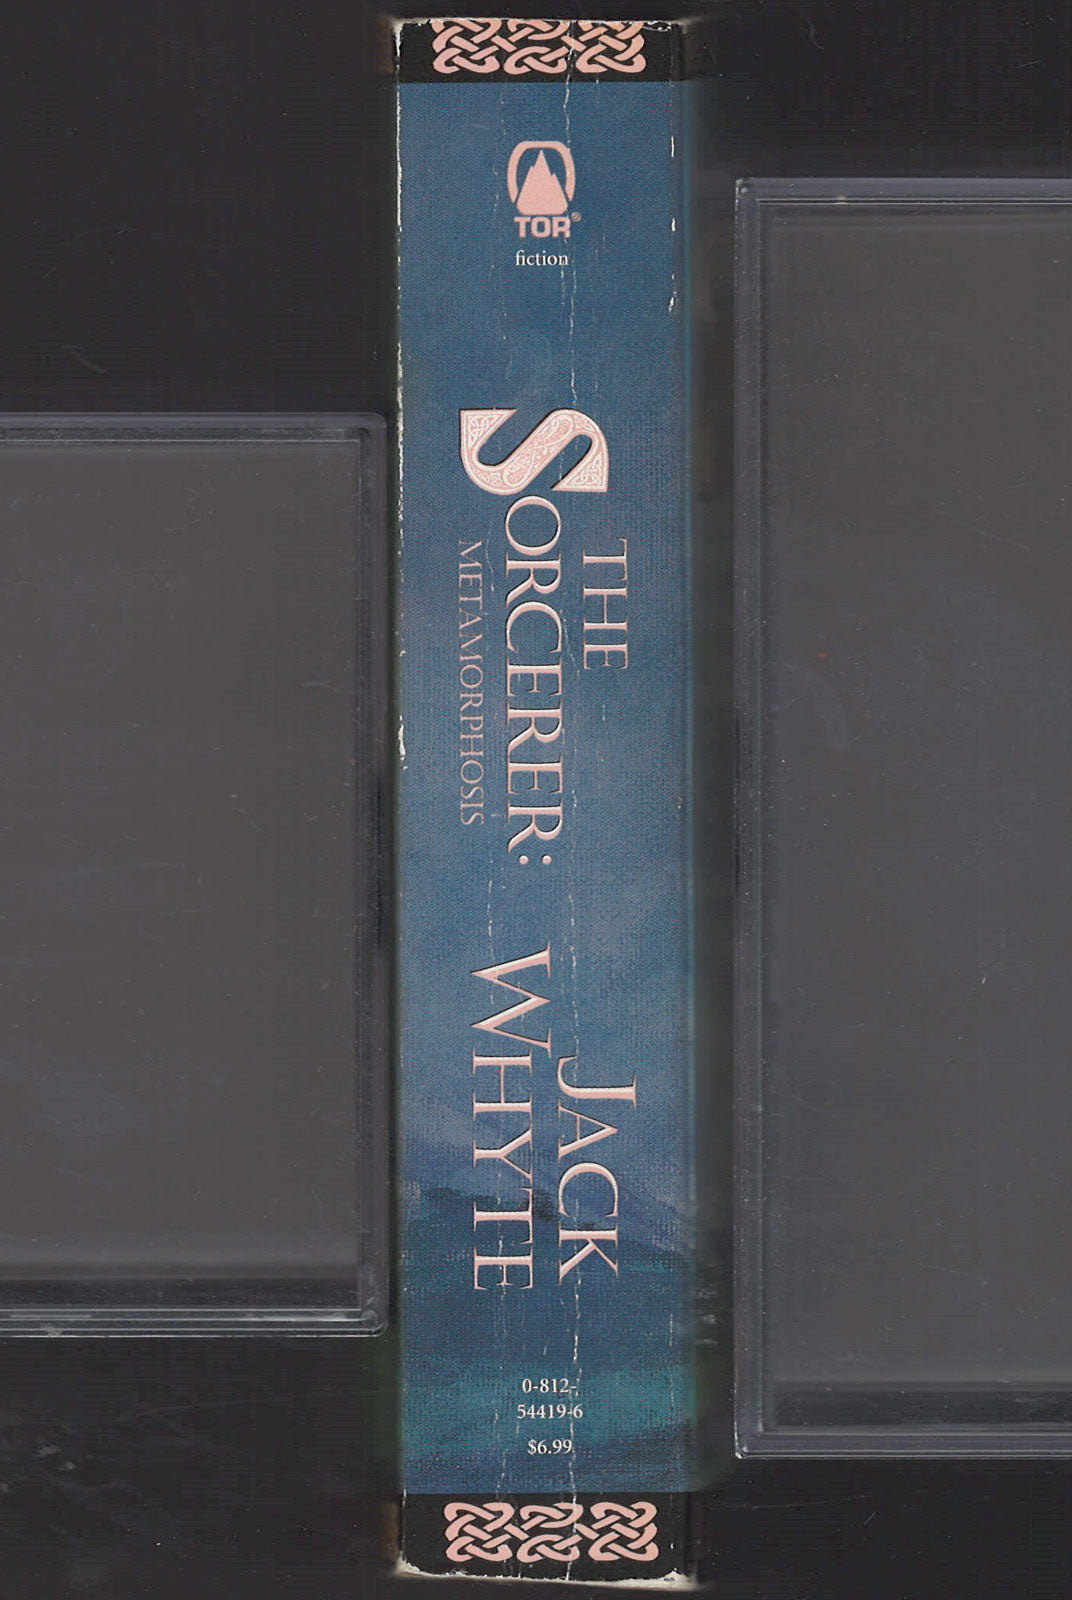 TOR®
fiction
THE
SORCERER:
METAMORPHOSIS
JACK
WHYTE
0-812-
54419-6
$6.99